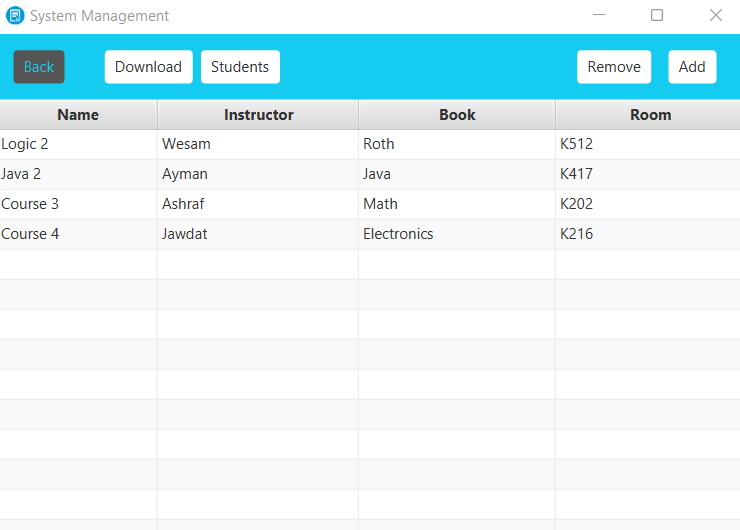 System Management
Back Download Students Remove Add
Name Instructor Book Room
Logic 2 Wesam Roth K512
Java 2 Ayman Java K417
Course 3 Ashraf Math K202
Course 4 Jawdat Electronics K216